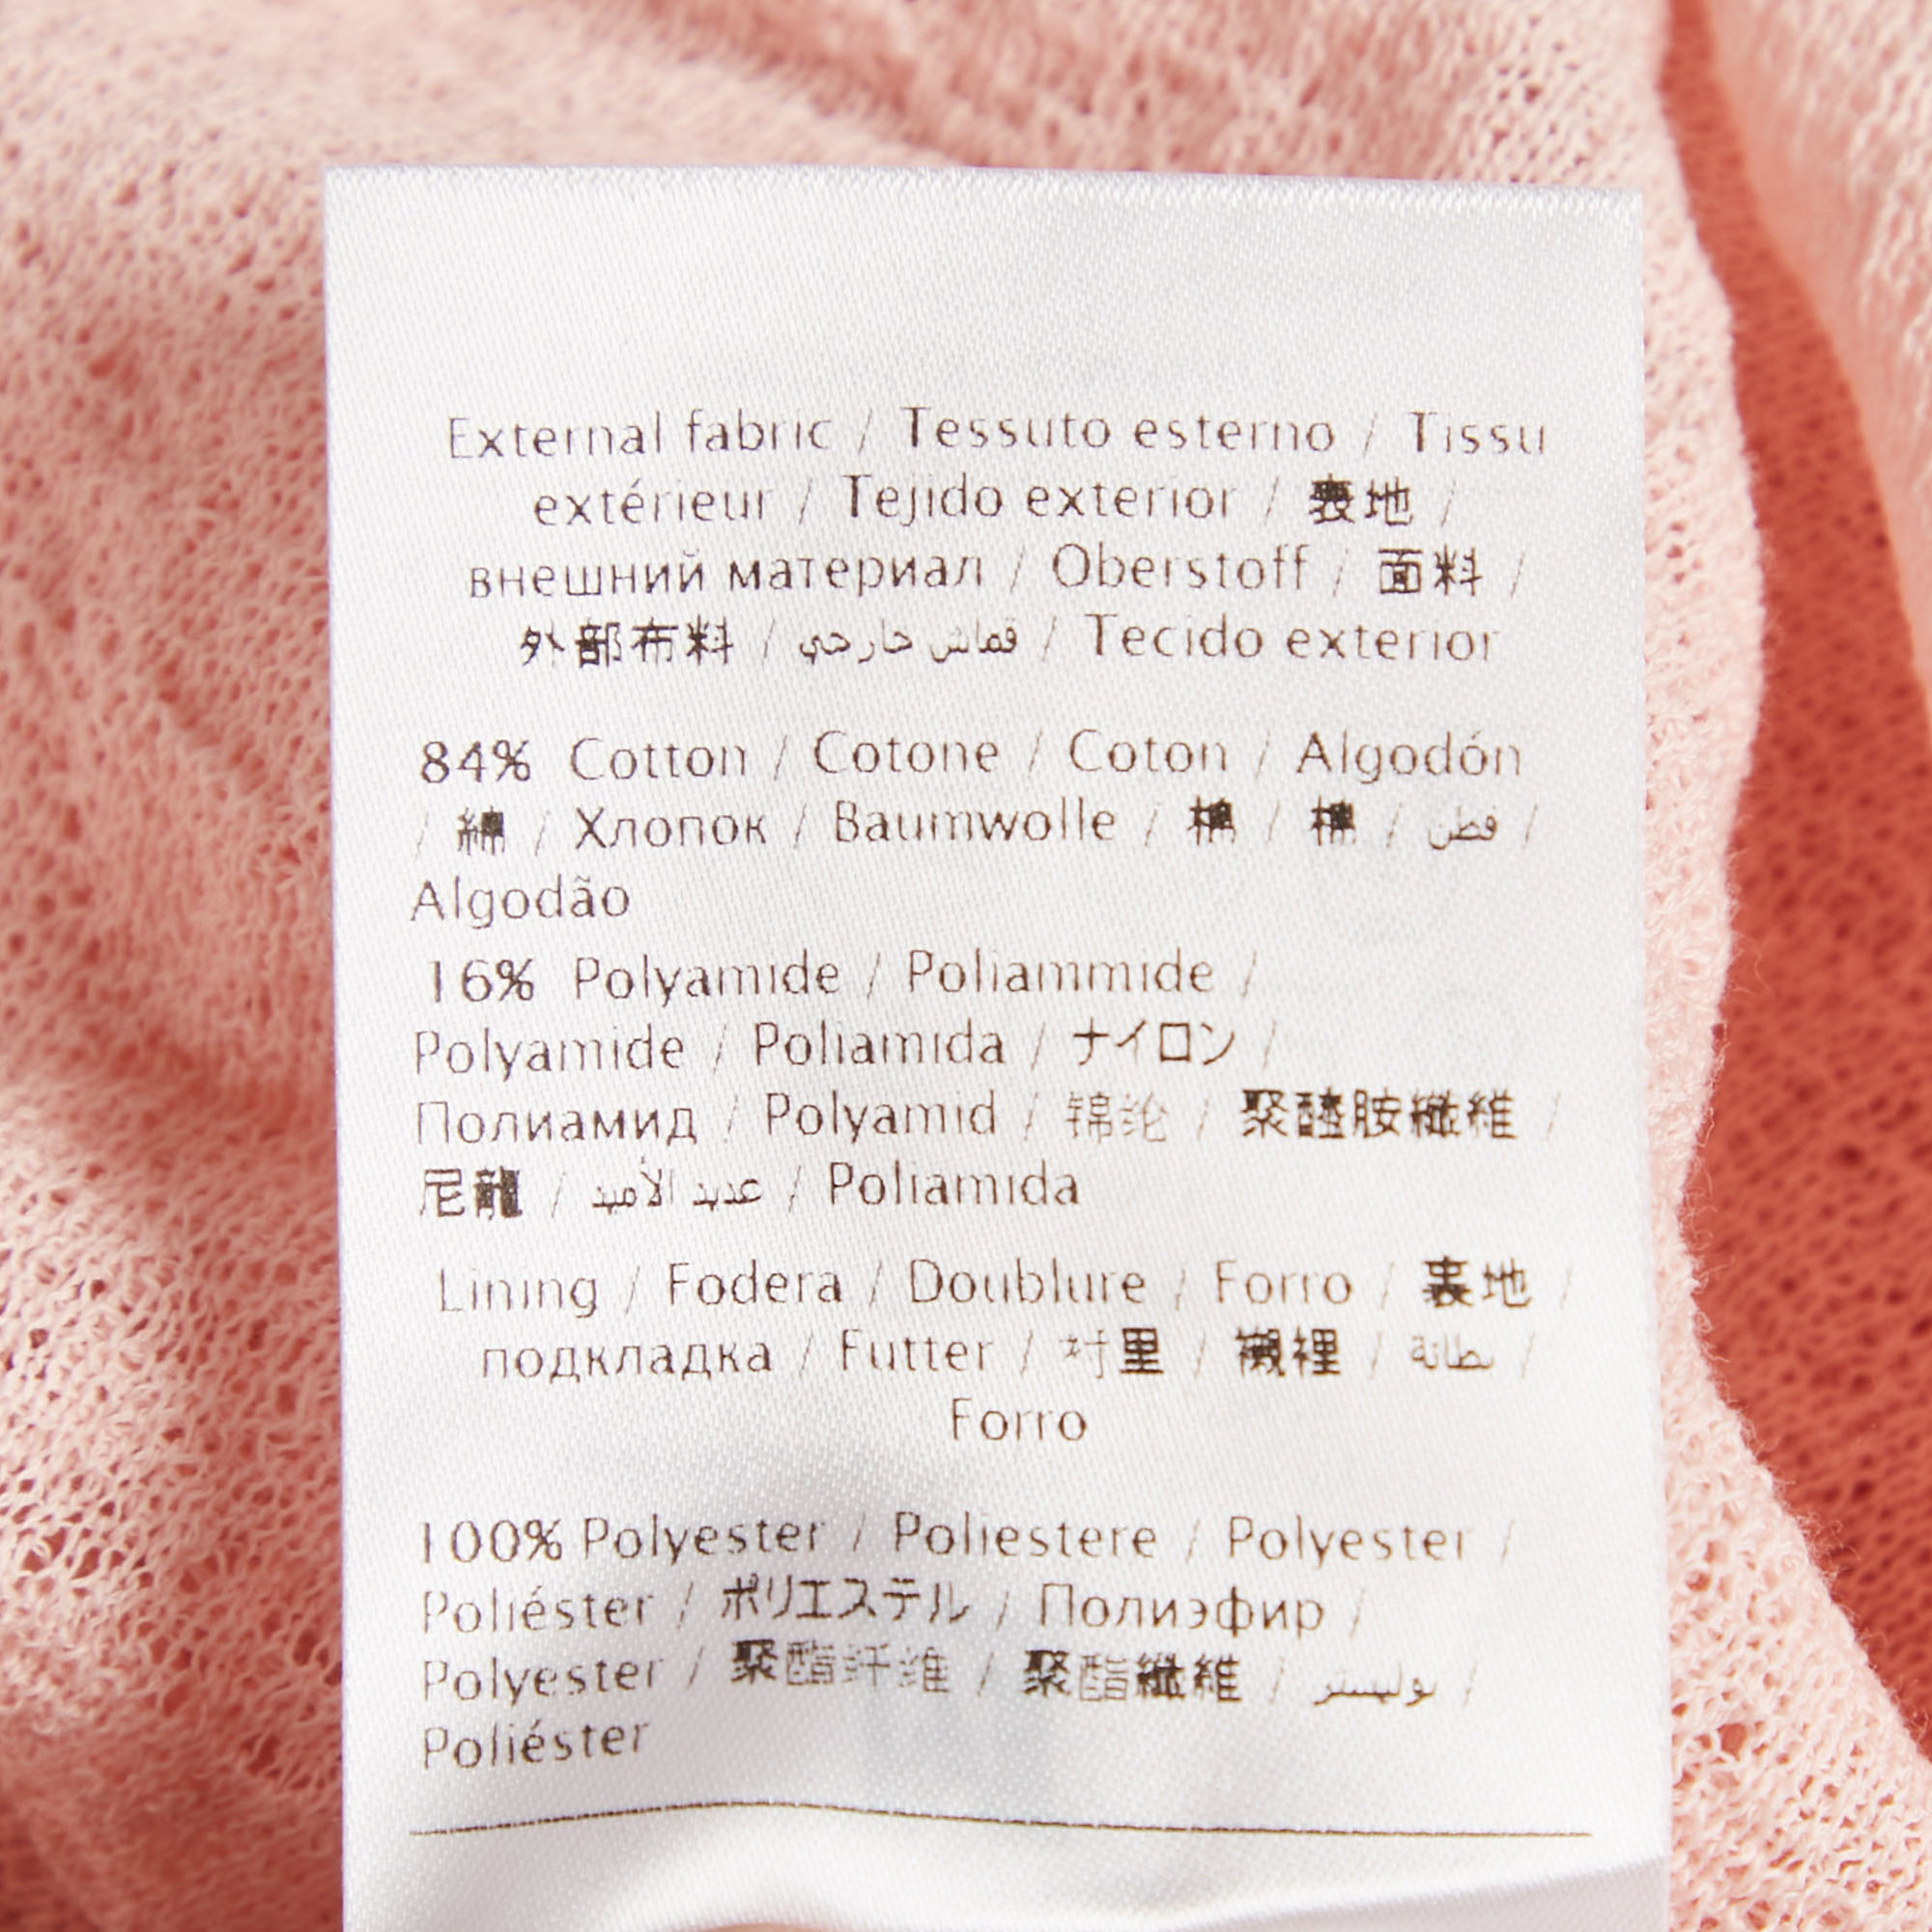 External fabric / Tessuto esterno / Tissu
extérieur / Tejido exterior / 表地 /
внешний материал / Oberstoff / 面料 /
外部布料 / قماش خارجي / Tecido exterior
84% Cotton / Cotone / Coton / Algodón
/ 綿 / Хлопок / Baumwolle / 棉 / 棉 / قطن /
Algodão
16% Polyamide / Poliammide /
Polyamide / Poliamida / ナイロン /
Полиамид / Polyamid / 锦纶 / 聚醯胺纖維 /
尼龍 / عديد الأميد / Poliamida
Lining / Fodera / Doublure / Forro / 裏地 /
подкладка / Futter / 衬里 / 襯裡 / بطانة /
Forro
100% Polyester / Poliestere / Polyester /
Poliéster / ポリエステル / Полиэфир /
Polyester / 聚酯纤维 / 聚酯纖維 / بوليستر /
Poliéster